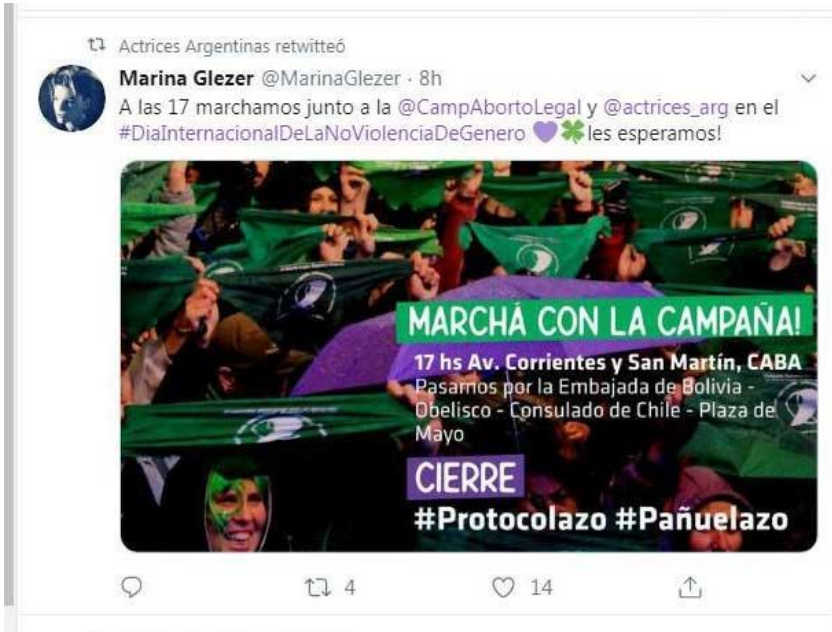 Actrices Argentinas retwitteó
Marina Glezer @MarinaGlezer · 8h
A las 17 marchamos junto a la @CampAbortoLegal y @actrices_arg en el
#DiaInternacionalDeLaNoViolenciaDeGenero 💜🍀les esperamos!
MARCHÁ CON LA CAMPAÑA!
17 hs Av. Corrientes y San Martín, CABA
Pasamos por la Embajada de Bolivia -
Obelisco - Consulado de Chile - Plaza de
Mayo
CIERRE
#Protocolazo #Pañuelazo
4
14